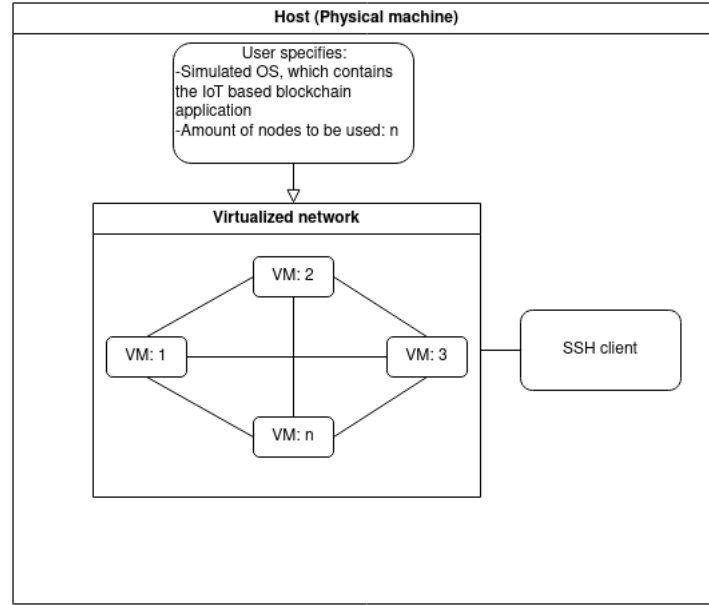 Host (Physical machine)
User specifies:
-Simulated OS, which contains
the IoT based blockchain
application
-Amount of nodes to be used: n
Virtualized network
VM: 2
VM: 1
VM: 3
VM: n
SSH client